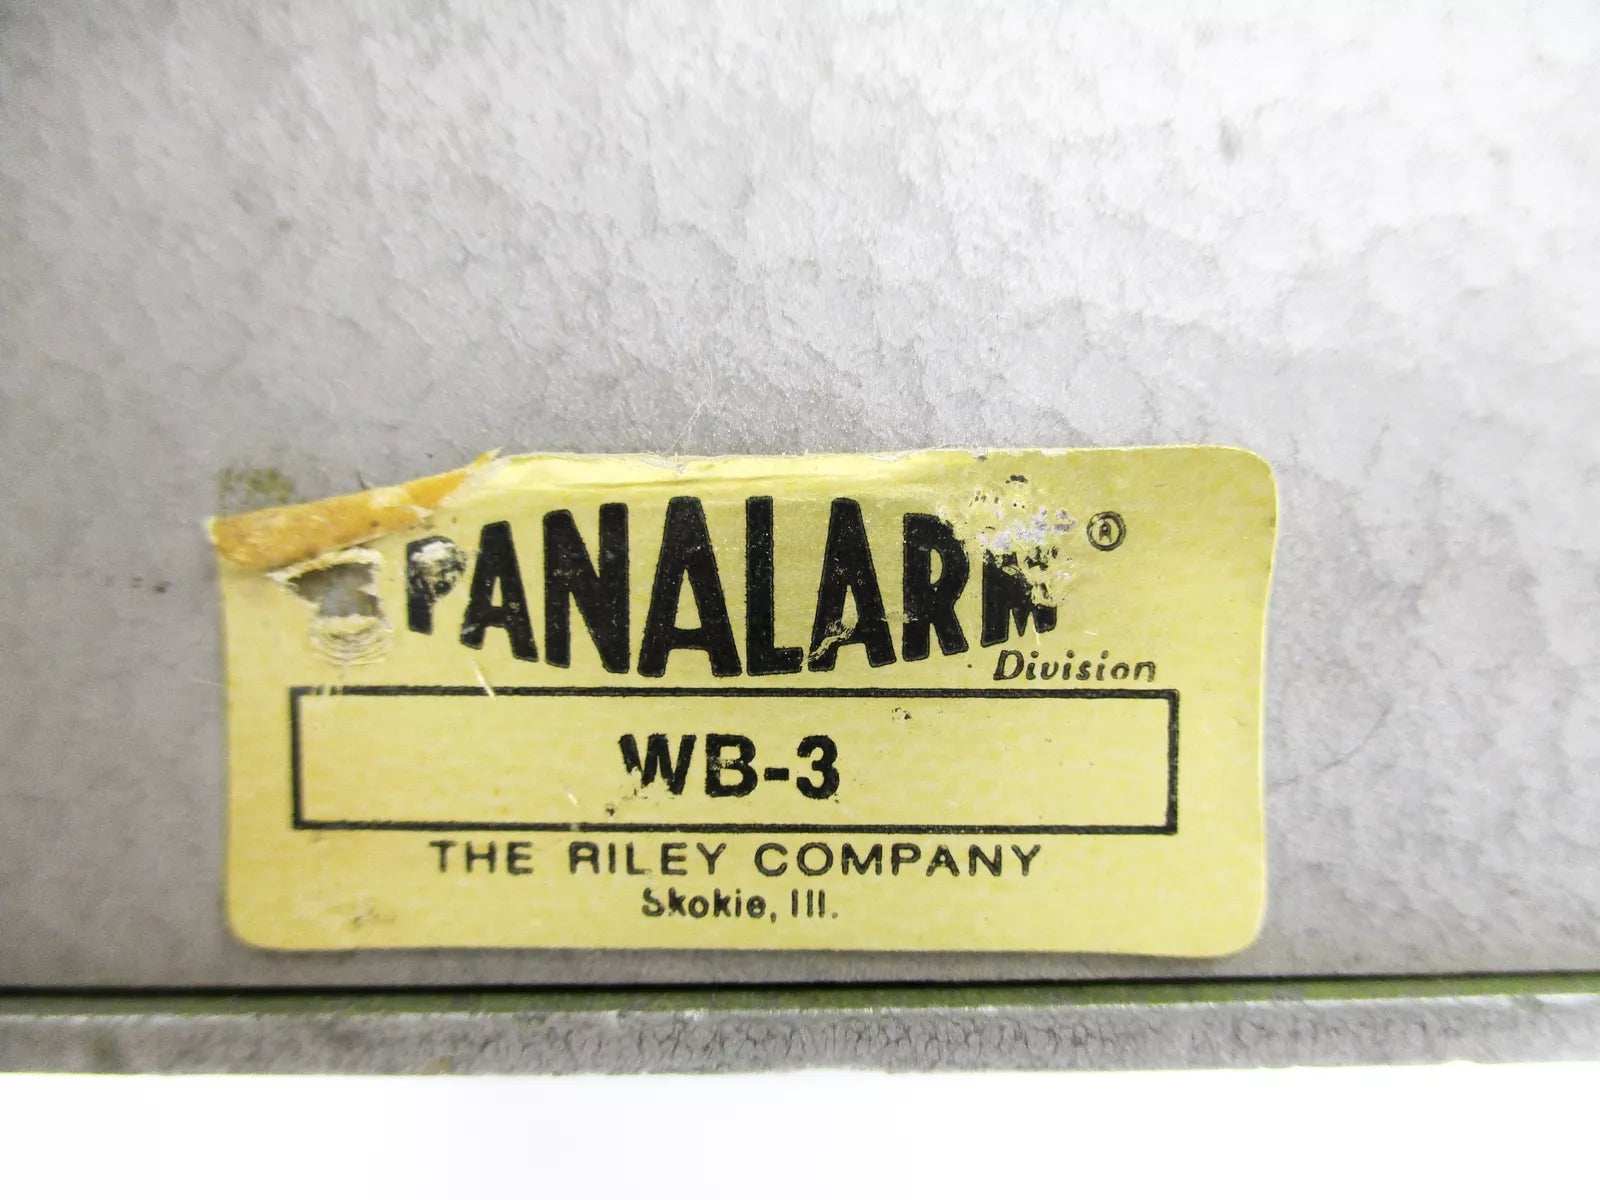 PANALARM ®
Division
WB-3
THE RILEY COMPANY
Skokie, Ill.